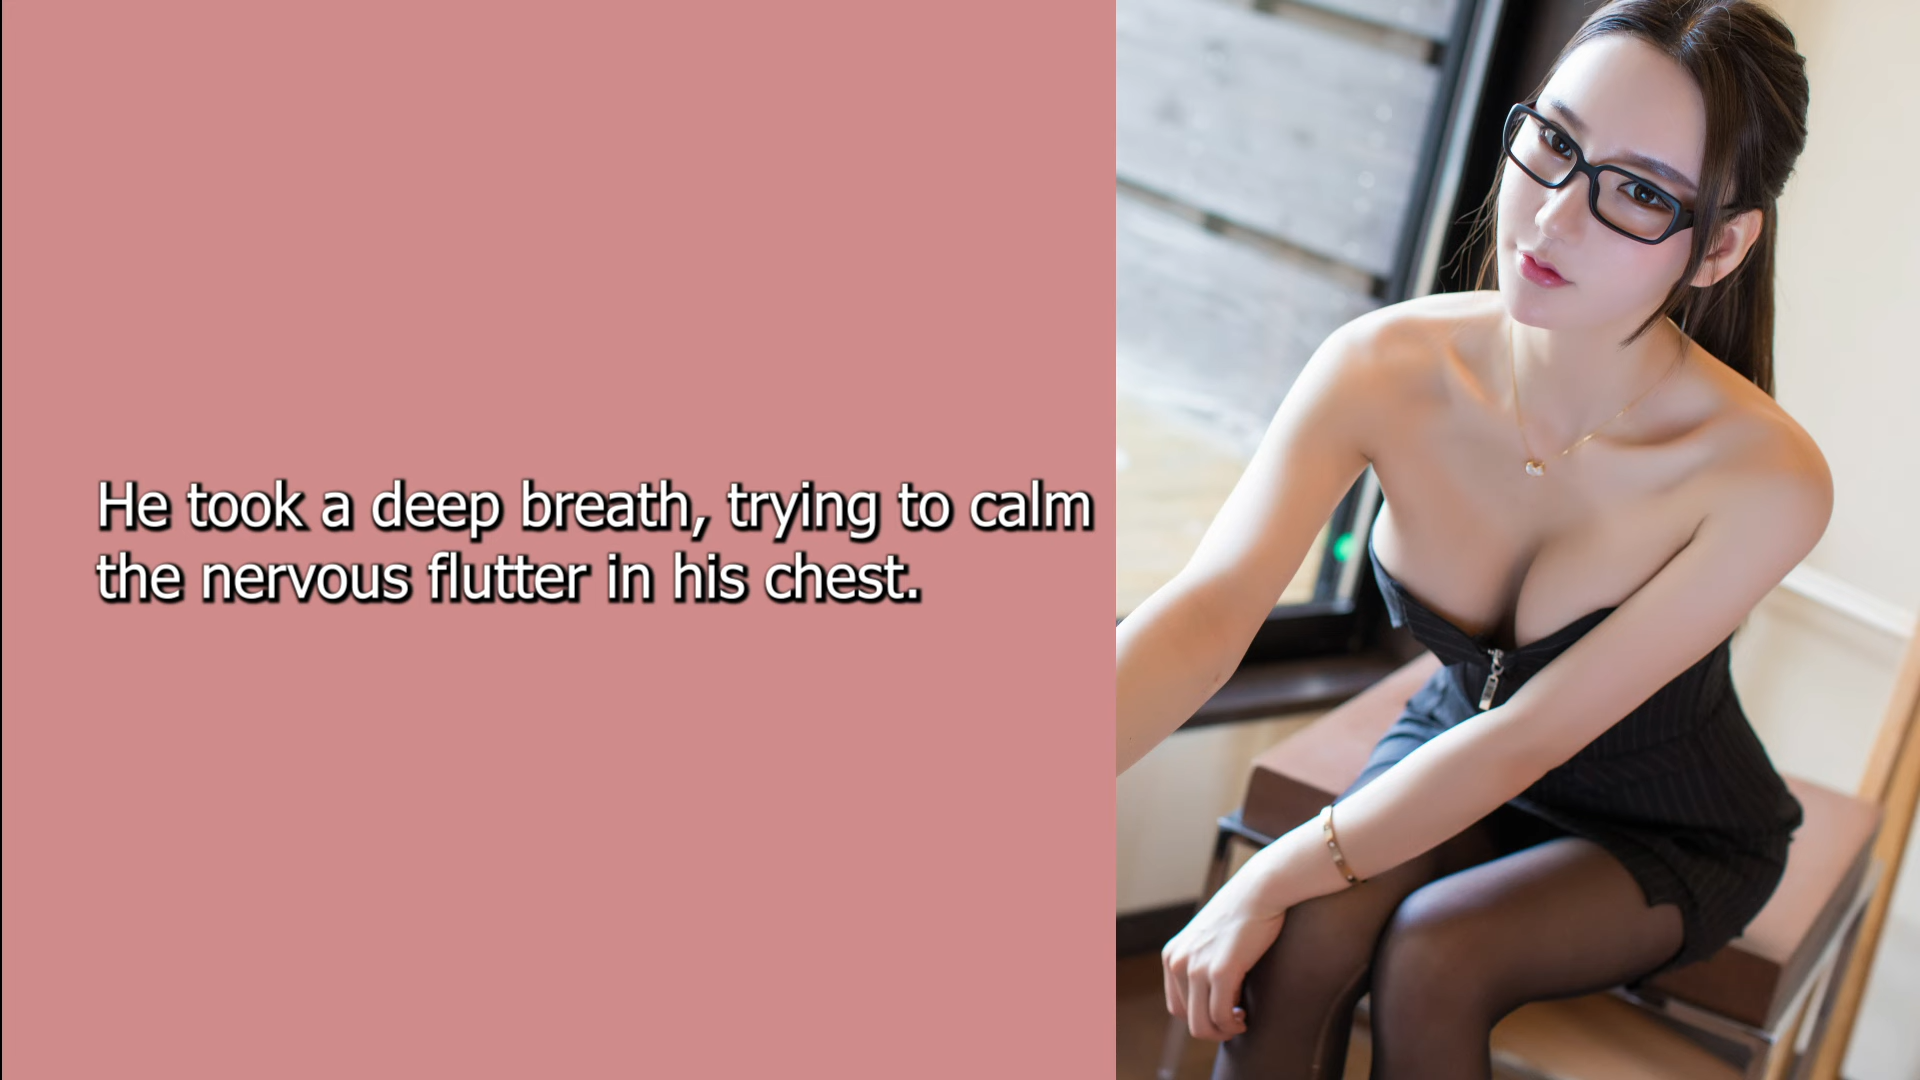 He took a deep breath, trying to calm
the nervous flutter in his chest.